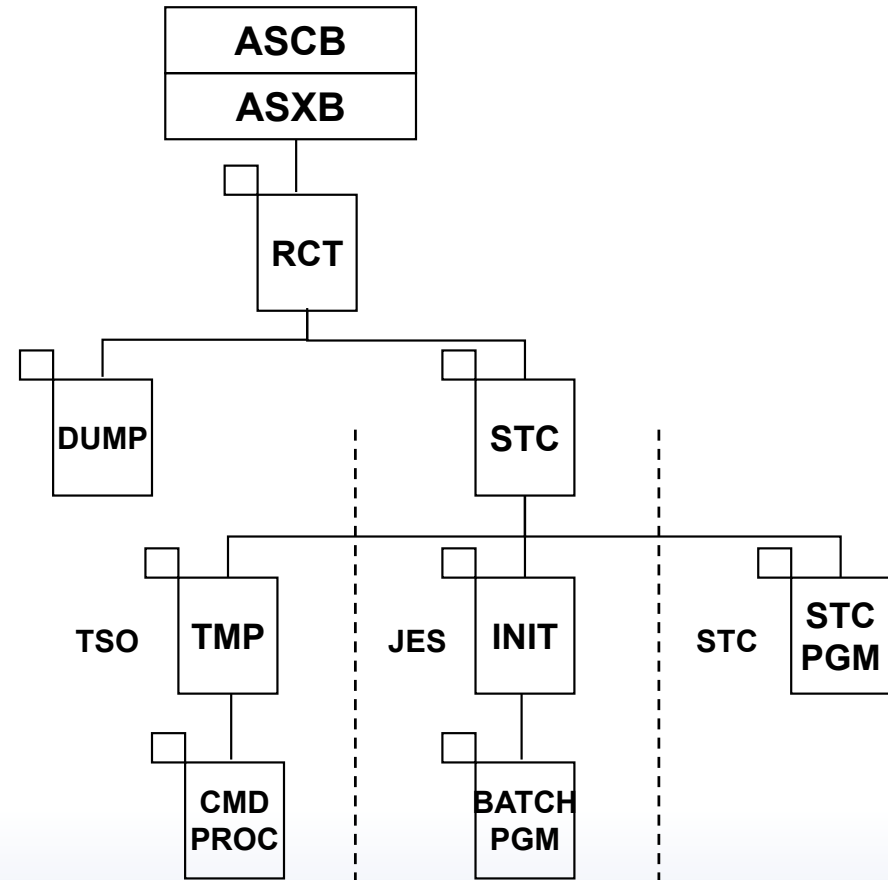 ASCB
ASXB
RCT
DUMP
STC
TSO
TMP
JES
INIT
STC
STC
PGM
CMD
PROC
BATCH
PGM